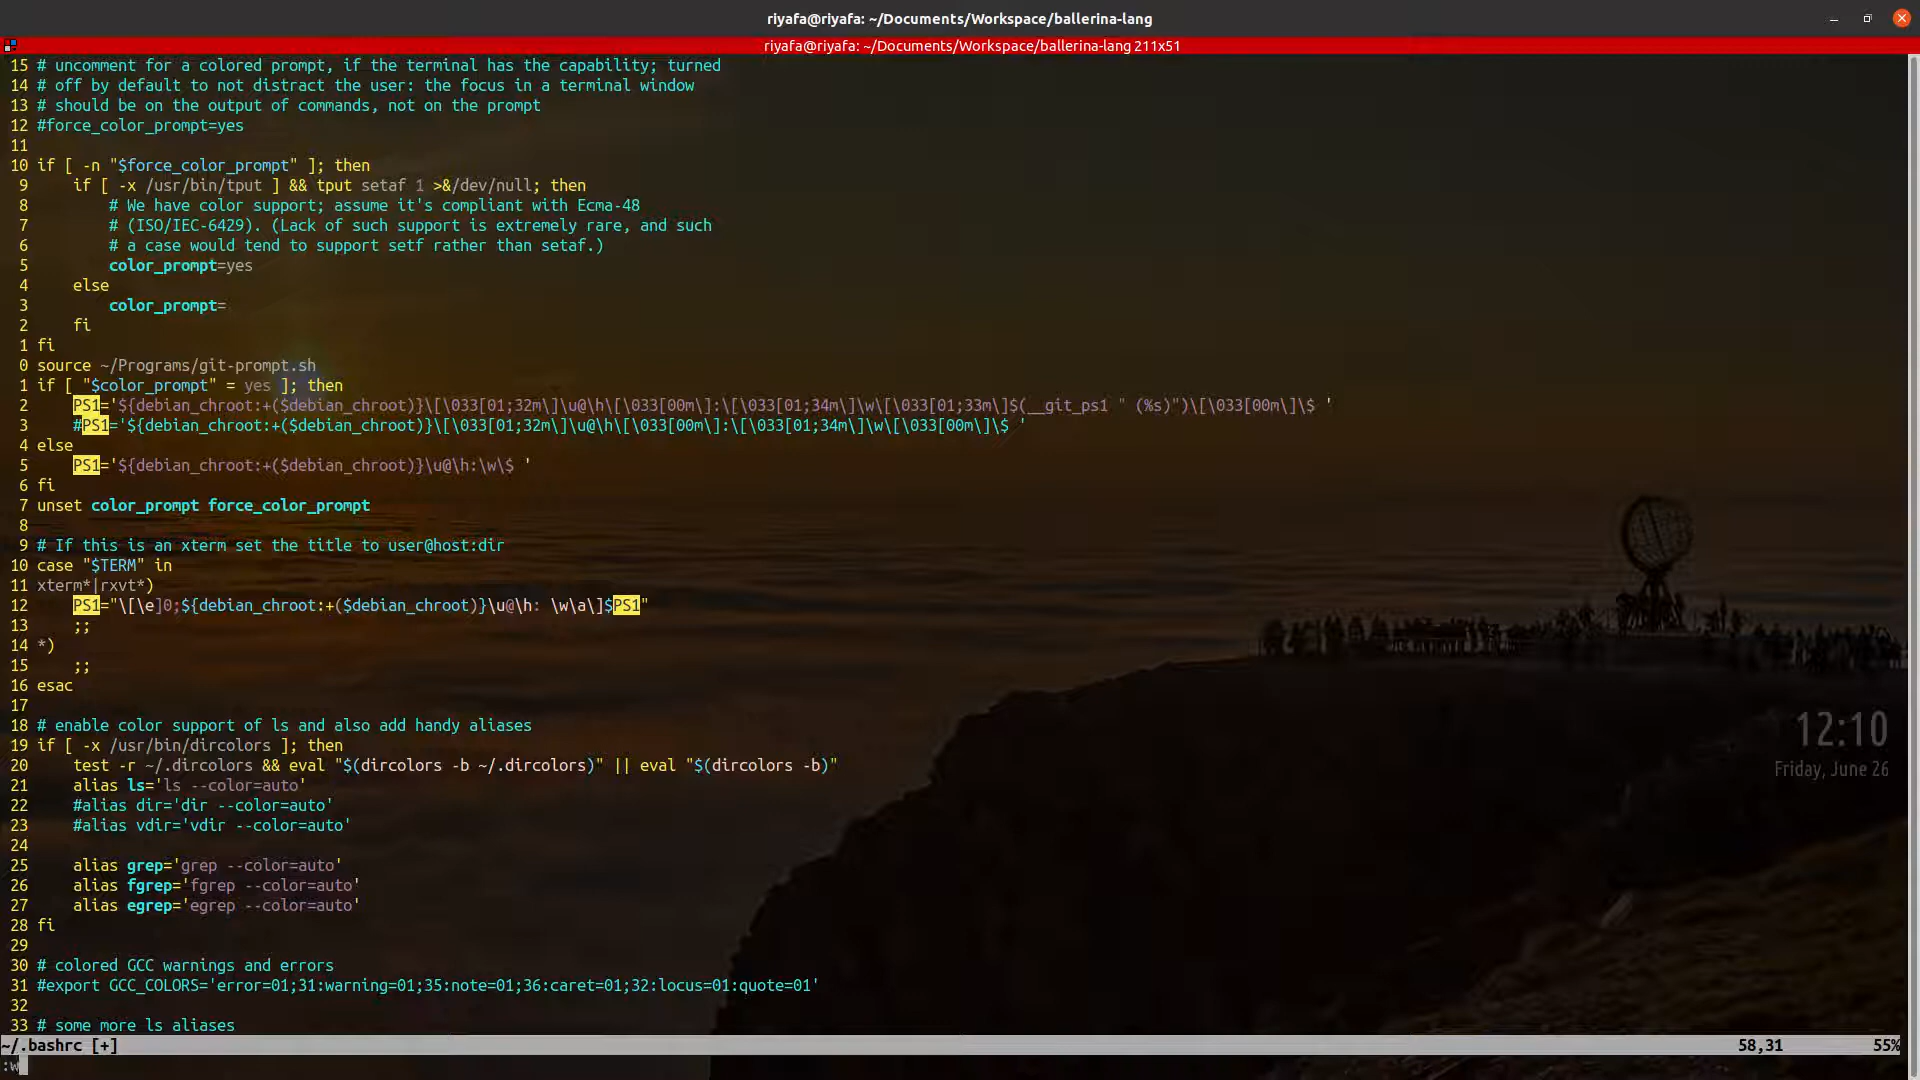 riyafa@riyafa: ~/Documents/Workspace/ballerina-lang
riyafa@riyafa: ~/Documents/Workspace/ballerina-lang 211x51
15 # uncomment for a colored prompt, if the terminal has the capability; turned
14 # off by default to not distract the user: the focus in a terminal window
13 # should be on the output of commands, not on the prompt
12 #force_color_prompt=yes
11
10 if [ -n "$force_color_prompt" ]; then
9     if [ -x /usr/bin/tput ] && tput setaf 1 >&/dev/null; then
8         # We have color support; assume it's compliant with Ecma-48
7         # (ISO/IEC-6429). (Lack of such support is extremely rare, and such
6         # a case would tend to support setf rather than setaf.)
5         color_prompt=yes
4     else
3         color_prompt=
2     fi
1 fi
0 source ~/Programs/git-prompt.sh
1 if [ "$color_prompt" = yes ]; then
2     PS1='${debian_chroot:+($debian_chroot)}\[\033[01;32m\]\u@\h\[\033[00m\]:\[\033[01;34m\]\w\[\033[01;33m\]$(__git_ps1 " (%s)")\[\033[00m\]\$ '
3     #PS1='${debian_chroot:+($debian_chroot)}\[\033[01;32m\]\u@\h\[\033[00m\]:\[\033[01;34m\]\w\[\033[00m\]\$ '
4 else
5     PS1='${debian_chroot:+($debian_chroot)}\u@\h:\w\$ '
6 fi
7 unset color_prompt force_color_prompt
8
9 # If this is an xterm set the title to user@host:dir
10 case "$TERM" in
11 xterm*|rxvt*)
12     PS1="\[\e]0;${debian_chroot:+($debian_chroot)}\u@\h: \w\a\]$PS1"
13     ;;
14 *)
15     ;;
16 esac
17
18 # enable color support of ls and also add handy aliases
19 if [ -x /usr/bin/dircolors ]; then
20     test -r ~/.dircolors && eval "$(dircolors -b ~/.dircolors)" || eval "$(dircolors -b)"
21     alias ls='ls --color=auto'
22     #alias dir='dir --color=auto'
23     #alias vdir='vdir --color=auto'
24
25     alias grep='grep --color=auto'
26     alias fgrep='fgrep --color=auto'
27     alias egrep='egrep --color=auto'
28 fi
29
30 # colored GCC warnings and errors
31 #export GCC_COLORS='error=01;31:warning=01;35:note=01;36:caret=01;32:locus=01:quote=01'
32
33 # some more ls aliases
12:10
Friday, June 26
~/.bashrc [+] 58,31 55%
:w